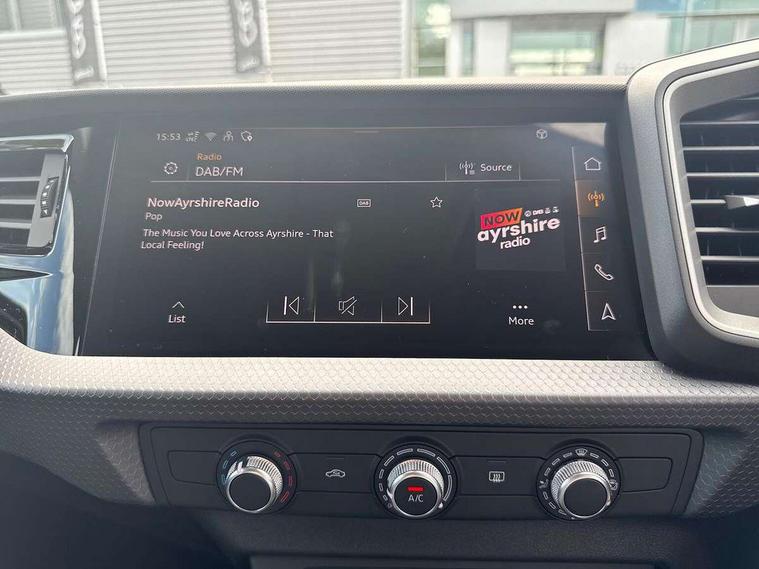 15:53
Radio
DAB/FM
Source
NowAyrshireRadio
DAB
Pop
The Music You Love Across Ayrshire - That
Local Feeling!
NOW
ayrshire
radio
List
More
A/C